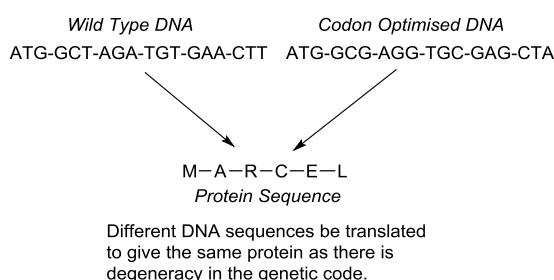 Wild Type DNA
Codon Optimised DNA
ATG-GCT-AGA-TGT-GAA-CTT
ATG-GCG-AGG-TGC-GAG-CTA
M—A—R—C—E—L
Protein Sequence
Different DNA sequences be translated
to give the same protein as there is
degeneracy in the genetic code.